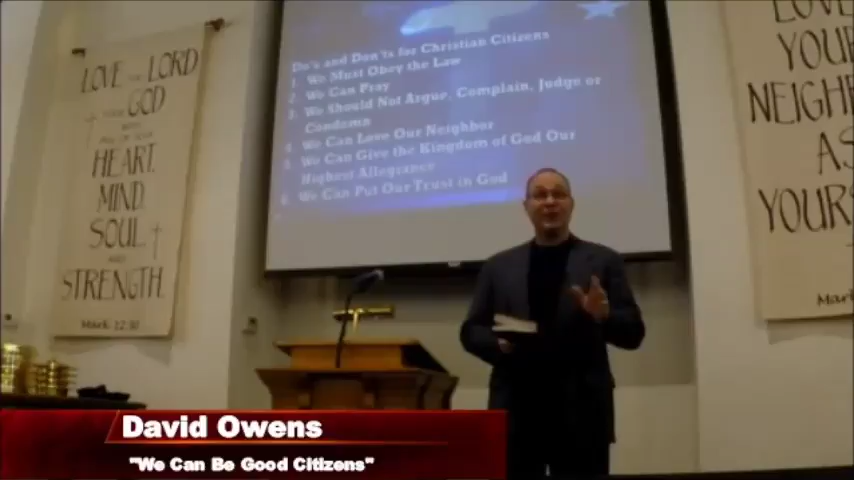 LOVE THE LORD
YOUR
GOD
WITH
ALL YOUR
HEART,
MIND,
SOUL,
AND
STRENGTH.
Mark 12:30
Do's and Don'ts for Christian Citizens
1. We Must Obey the Law
2. We Can Pray
3. We Should Not Argue, Complain, Judge or
Condemn
4. We Can Love Our Neighbor
5. We Can Give the Kingdom of God Our
Highest Allegiance
6. We Can Put Our Trust in God
LOVE
YOUR
NEIGHB
AS
YOURS
Mark
David Owens
"We Can Be Good Citizens"